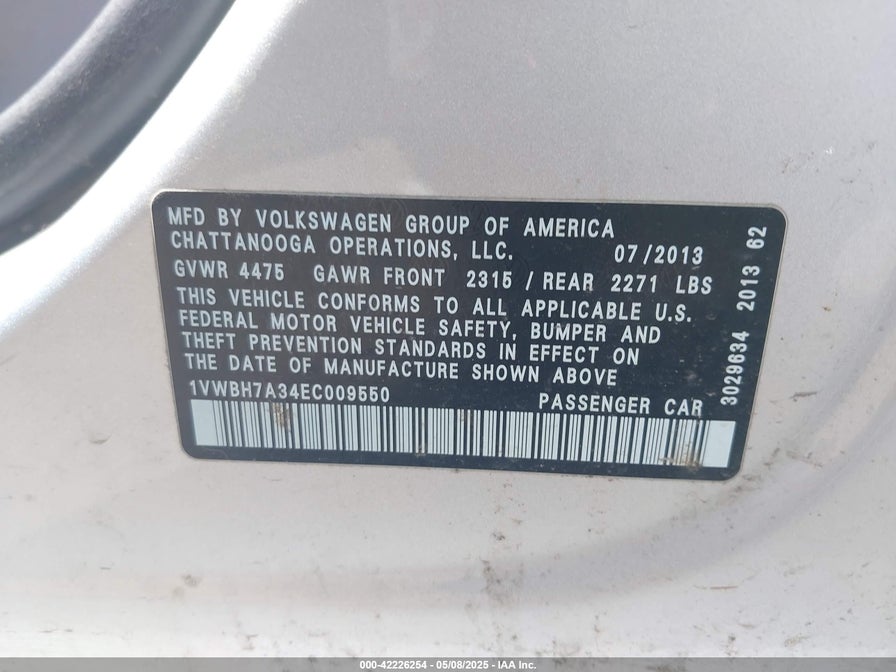 MFD BY VOLKSWAGEN GROUP OF AMERICA
CHATTANOOGA OPERATIONS, LLC. 07/2013
GVWR 4475 GAWR FRONT 2315 / REAR 2271 LBS
THIS VEHICLE CONFORMS TO ALL APPLICABLE U.S.
FEDERAL MOTOR VEHICLE SAFETY, BUMPER AND
THEFT PREVENTION STANDARDS IN EFFECT ON
THE DATE OF MANUFACTURE SHOWN ABOVE
1VWBH7A34EC009550 PASSENGER CAR
3029634 2013 62
000-42226254 - 05/08/2025 - IAA Inc.